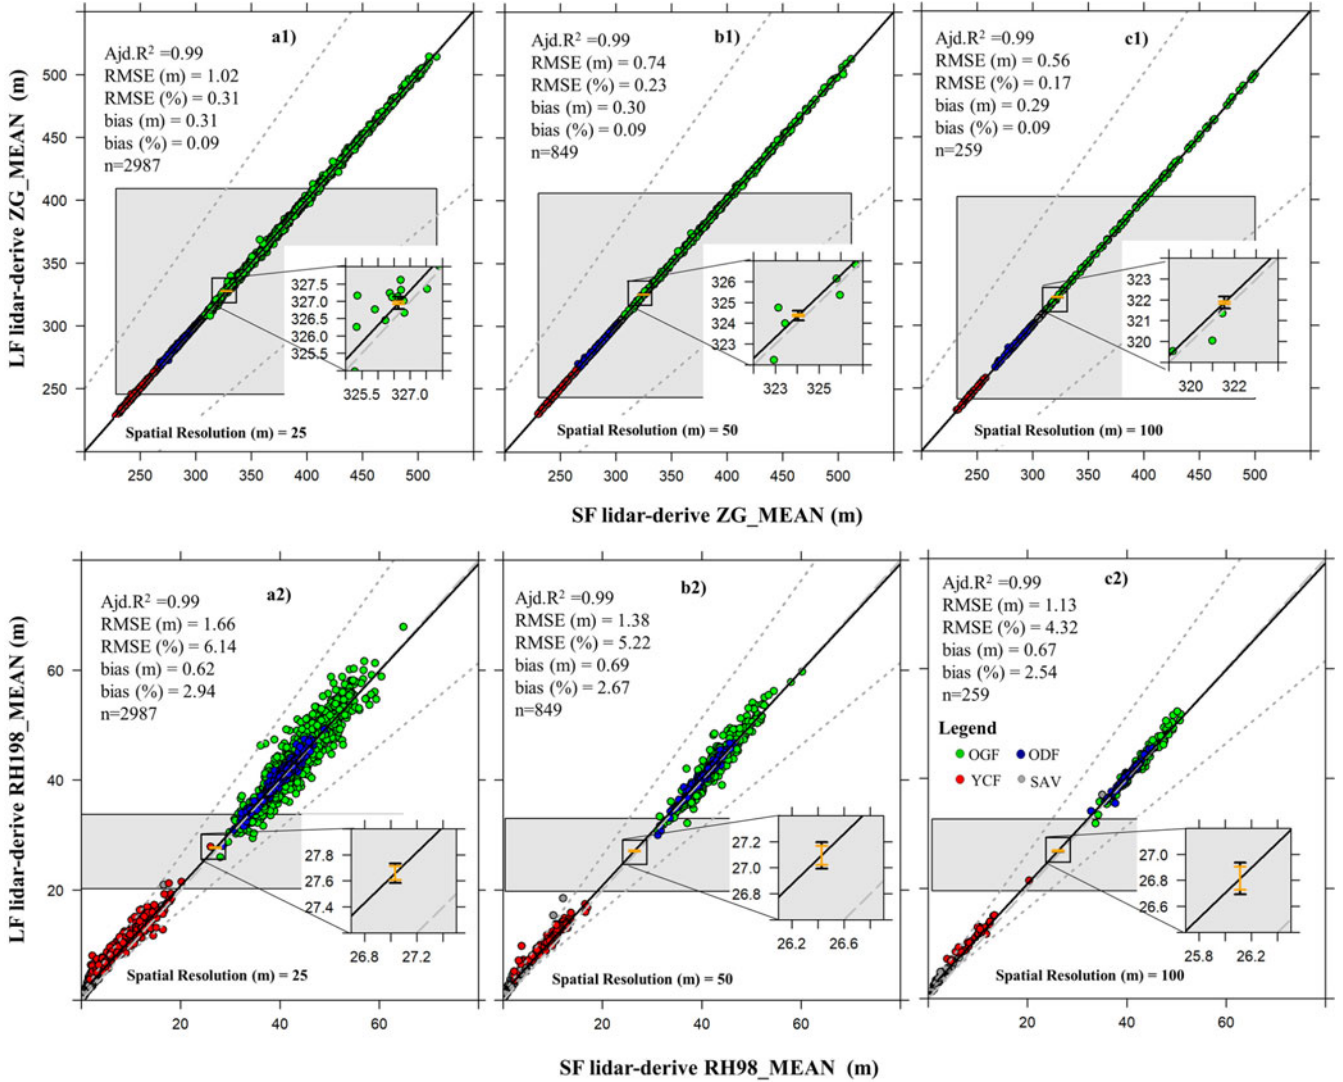 a1)
Ajd.R² =0.99
RMSE (m) = 1.02
RMSE (%) = 0.31
bias (m) = 0.31
bias (%) = 0.09
n=2987
500
450
400
350
300
250
327.5
327.0
326.5
326.0
325.5
325.5 327.0
Spatial Resolution (m) = 25
200 250 300 350 400 450 500
b1)
Ajd.R² =0.99
RMSE (m) = 0.74
RMSE (%) = 0.23
bias (m) = 0.30
bias (%) = 0.09
n=849
326
325
324
323
323 325
Spatial Resolution (m) = 50
200 250 300 350 400 450 500
c1)
Ajd.R² =0.99
RMSE (m) = 0.56
RMSE (%) = 0.17
bias (m) = 0.29
bias (%) = 0.09
n=259
323
322
321
320
320 322
Spatial Resolution (m) = 100
250 300 350 400 450 500
LF lidar-derive ZG_MEAN (m)
SF lidar-derive ZG_MEAN (m)
a2)
Ajd.R² =0.99
RMSE (m) = 1.66
RMSE (%) = 6.14
bias (m) = 0.62
bias (%) = 2.94
n=2987
60
40
20
27.8
27.6
27.4
26.8 27.2
Spatial Resolution (m) = 25
20 40 60
b2)
Ajd.R² =0.99
RMSE (m) = 1.38
RMSE (%) = 5.22
bias (m) = 0.69
bias (%) = 2.67
n=849
27.4
27.2
27.0
26.8
26.2 26.6
Spatial Resolution (m) = 50
20 40 60
c2)
Ajd.R² =0.99
RMSE (m) = 1.13
RMSE (%) = 4.32
bias (m) = 0.67
bias (%) = 2.54
n=259
Legend
OGF ODF
YCF SAV
27.0
26.8
26.6
25.8 26.2
Spatial Resolution (m) = 100
20 40 60
LF lidar-derive RH198_MEAN (m)
SF lidar-derive RH98_MEAN (m)